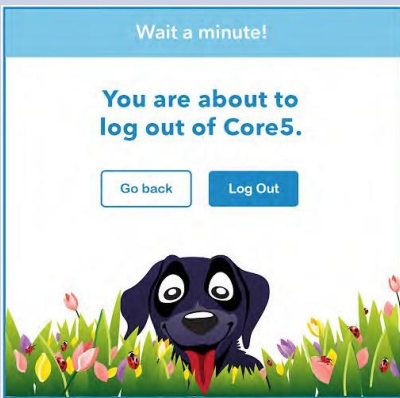 Wait a minute!
You are about to
log out of Core5.
Go back
Log Out